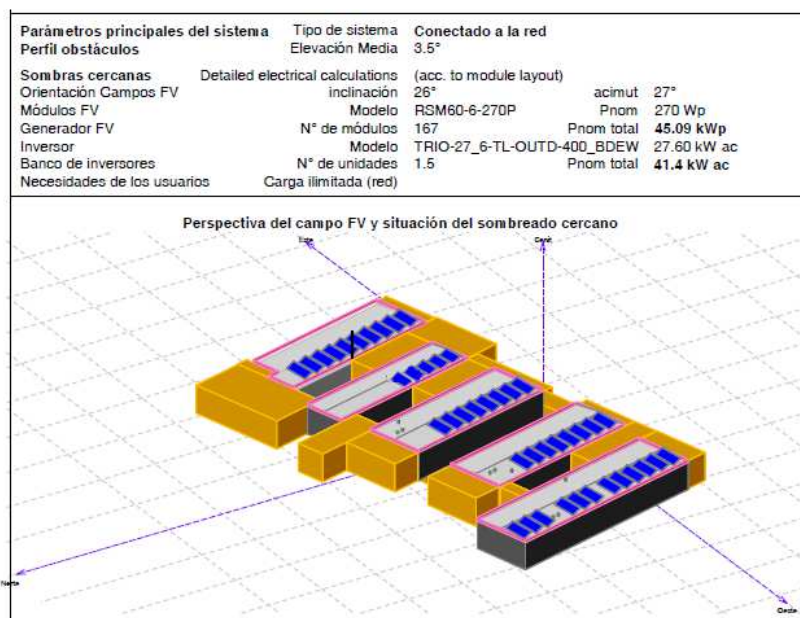 Parámetros principales del sistema Tipo de sistema Conectado a la red
Perfil obstáculos Elevación Media 3.5°
Sombras cercanas Detailed electrical calculations (acc. to module layout)
Orientación Campos FV inclinación 26° acimut 27°
Módulos FV Modelo RSM60-6-270P Pnom 270 Wp
Generador FV N° de módulos 167 Pnom total 45.09 kWp
Inversor Modelo TRIO-27_6-TL-OUTD-400_BDEW 27.60 kW ac
Banco de inversores N° de unidades 1.5 Pnom total 41.4 kW ac
Necesidades de los usuarios Carga ilimitada (red)
Perspectiva del campo FV y situación del sombreado cercano
Este
Cenit
Norte
Oeste